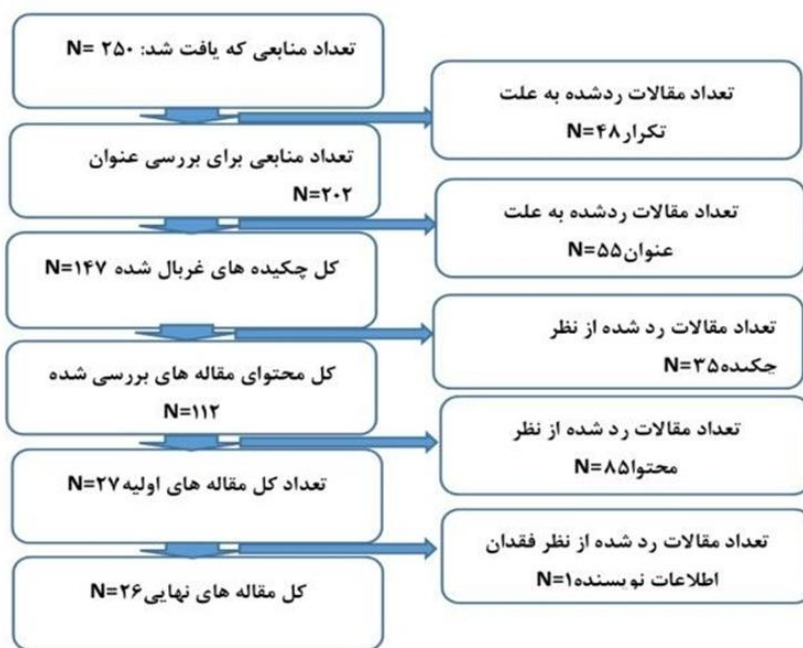 تعداد منابعی که یافت شد: ۲۵۰ =N
تعداد مقالات ردشده به علت
تکرار۴۸=N
تعداد منابعی برای بررسی عنوان
N=۲۰۲
تعداد مقالات ردشده به علت
عنوان۵۵=N
کل چکیده های غربال شده ۱۴۷=N
تعداد مقالات رد شده از نظر
چکیده۳۵=N
کل محتوای مقاله های بررسی شده
N=۱۱۲
تعداد مقالات رد شده از نظر
محتوا۸۵=N
تعداد کل مقاله های اولیه۲۷=N
تعداد مقالات رد شده از نظر فقدان
اطلاعات نویسنده۱=N
کل مقاله های نهایی۲۶=N